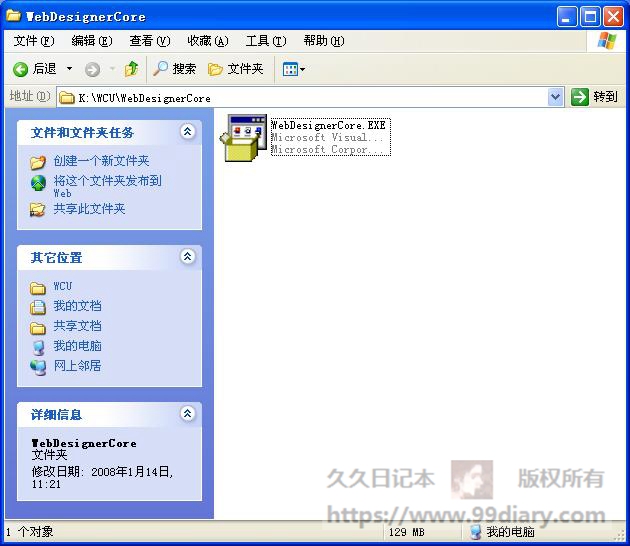 WebDesignerCore
文件(F) 编辑(E) 查看(V) 收藏(A) 工具(T) 帮助(H)
后退 搜索 文件夹
地址(D) K:\WCU\WebDesignerCore 转到
文件和文件夹任务
创建一个新文件夹
将这个文件夹发布到
Web
共享此文件夹
其它位置
WCU
我的文档
共享文档
我的电脑
网上邻居
详细信息
WebDesignerCore
文件夹
修改日期: 2008年1月14日,
11:21
WebDesignerCore.EXE
Microsoft Visual...
Microsoft Corpor...
久久日记本 版权所有
https://www.99diary.com
1 个对象 129 MB 我的电脑